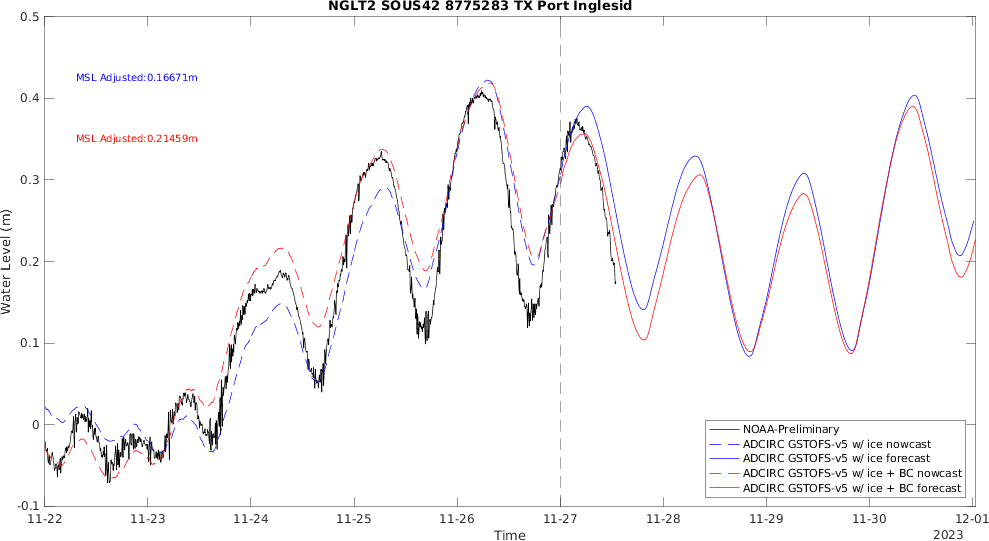 NGLT2 SOUS42 8775283 TX Port Inglesid
0.5
MSL Adjusted:0.16671m
0.4
MSL Adjusted:0.21459m
0.3
0.2
0.1
0
-0.1
Water Level (m)
NOAA-Preliminary
ADCIRC GSTOFS-v5 w/ ice nowcast
ADCIRC GSTOFS-v5 w/ ice forecast
ADCIRC GSTOFS-v5 w/ ice + BC nowcast
ADCIRC GSTOFS-v5 w/ ice + BC forecast
11-22 11-23 11-24 11-25 11-26 11-27 11-28 11-29 11-30 12-01
Time
2023